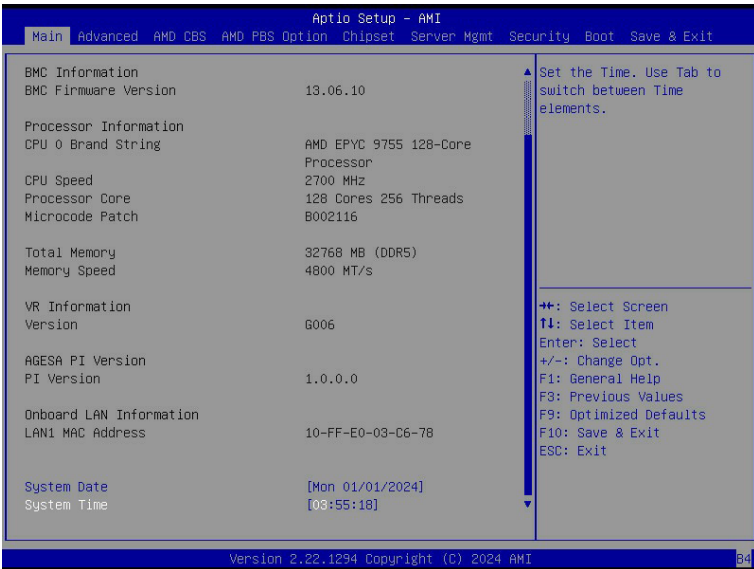 Aptio Setup – AMI
Main Advanced AMD CBS AMD PBS Option Chipset Server Mgmt Security Boot Save & Exit
BMC Information
BMC Firmware Version 13.06.10
Processor Information
CPU 0 Brand String AMD EPYC 9755 128-Core
Processor
CPU Speed 2700 MHz
Processor Core 128 Cores 256 Threads
Microcode Patch B002116
Total Memory 32768 MB (DDR5)
Memory Speed 4800 MT/s
VR Information
Version G006
AGESA PI Version
PI Version 1.0.0.0
Onboard LAN Information
LAN1 MAC Address 10-FF-E0-03-C6-78
System Date [Mon 01/01/2024]
System Time [03:55:18]
Set the Time. Use Tab to
switch between Time
elements.
→←: Select Screen
↑↓: Select Item
Enter: Select
+/-: Change Opt.
F1: General Help
F3: Previous Values
F9: Optimized Defaults
F10: Save & Exit
ESC: Exit
Version 2.22.1294 Copyright (C) 2024 AMI
B4